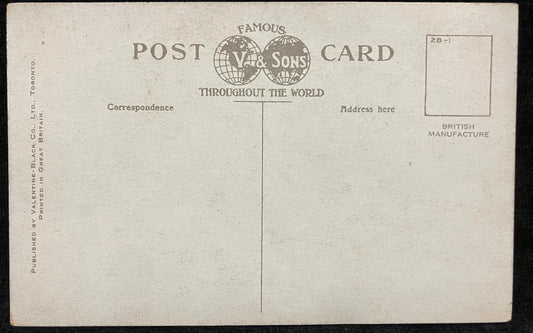 FAMOUS
POST CARD
V. & SONS
THROUGHOUT THE WORLD
Correspondence
Address here
2B-1
BRITISH
MANUFACTURE
PUBLISHED BY VALENTINE-BLACK CO., LTD., TORONTO.
PRINTED IN GREAT BRITAIN.